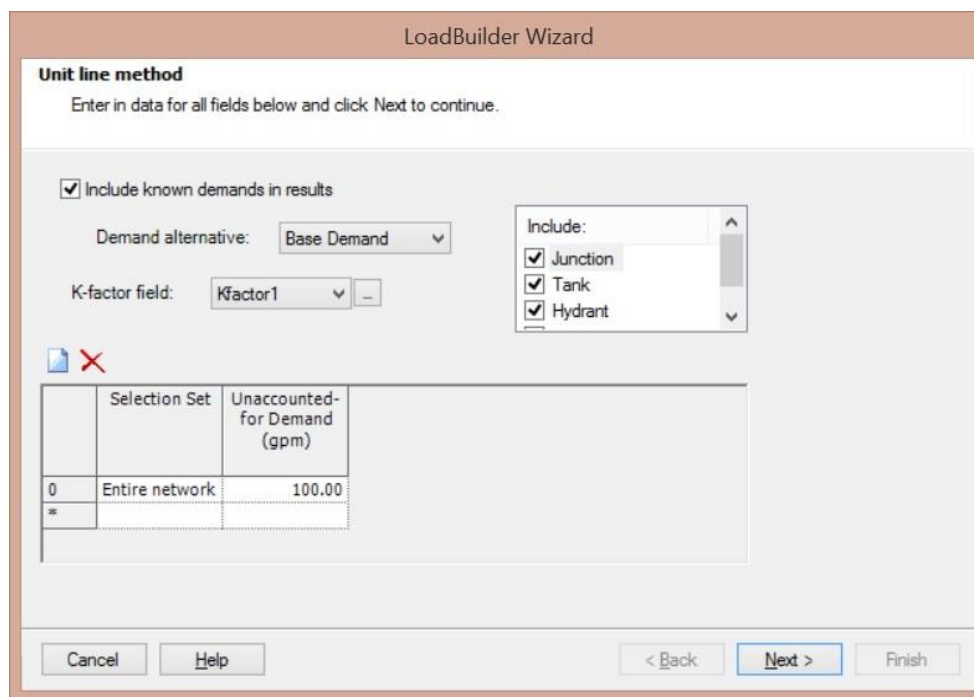 LoadBuilder Wizard
Unit line method
Enter in data for all fields below and click Next to continue.
Include known demands in results
Demand alternative: Base Demand
K-factor field: Kfactor1 ...
Include:
Junction
Tank
Hydrant
Selection Set Unaccounted-
for Demand
(gpm)
0 Entire network 100.00
*
Cancel Help < Back Next > Finish